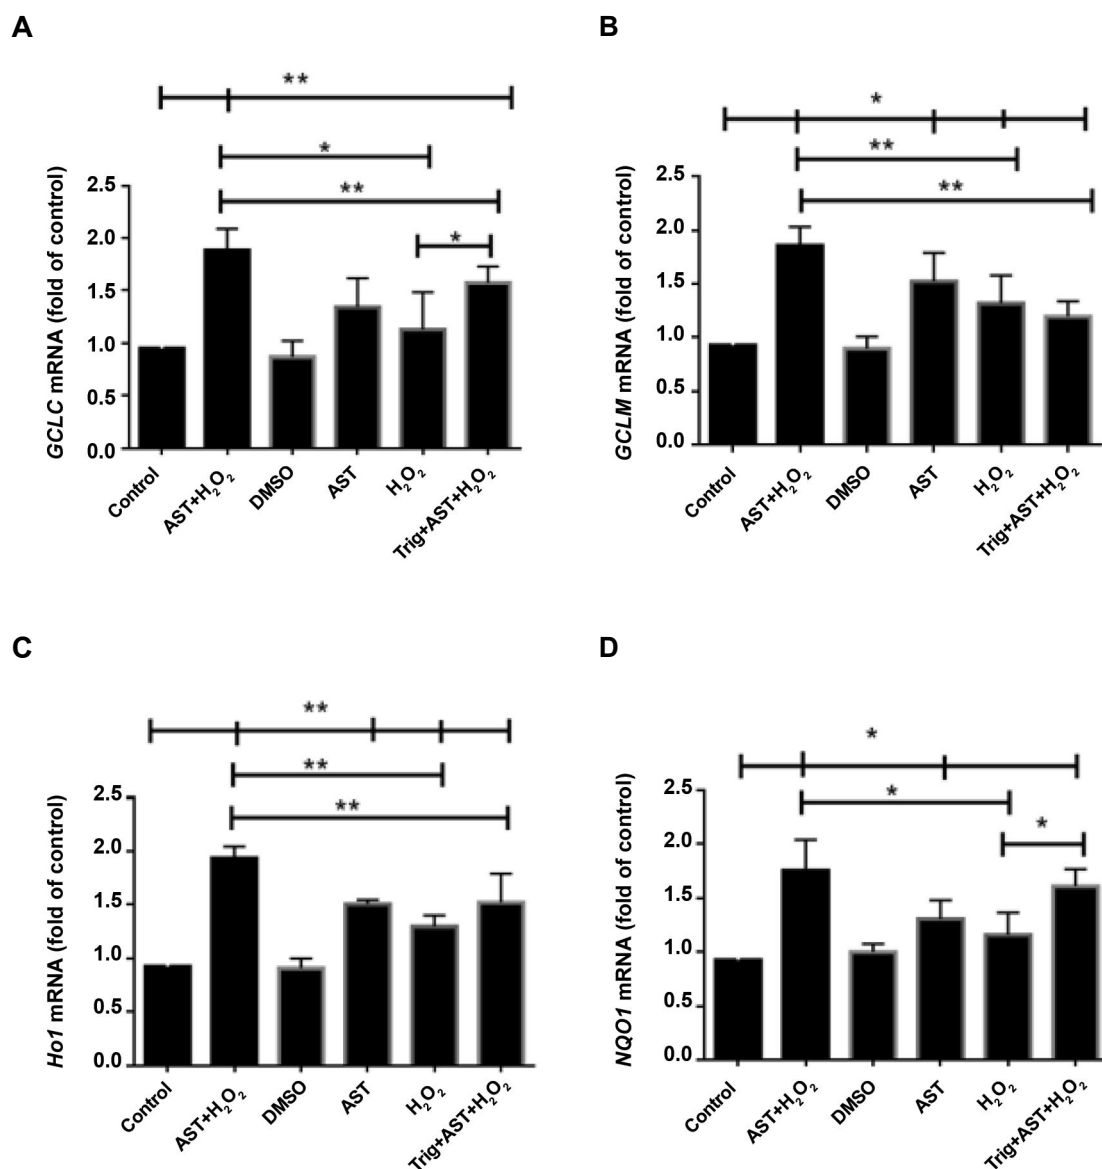 A
**
*
**
*
GCLC mRNA (fold of control)
2.5
2.0
1.5
1.0
0.5
0.0
Control
AST+H₂O₂
DMSO
AST
H₂O₂
Trig+AST+H₂O₂
B
*
**
**
GCLM mRNA (fold of control)
2.5
2.0
1.5
1.0
0.5
0.0
Control
AST+H₂O₂
DMSO
AST
H₂O₂
Trig+AST+H₂O₂
C
**
**
**
Ho1 mRNA (fold of control)
2.5
2.0
1.5
1.0
0.5
0.0
Control
AST+H₂O₂
DMSO
AST
H₂O₂
Trig+AST+H₂O₂
D
*
*
*
NQO1 mRNA (fold of control)
2.5
2.0
1.5
1.0
0.5
0.0
Control
AST+H₂O₂
DMSO
AST
H₂O₂
Trig+AST+H₂O₂